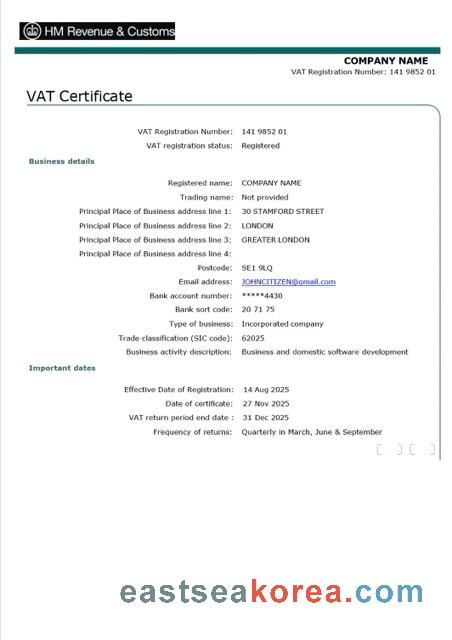 HM Revenue & Customs
COMPANY NAME
VAT Registration Number: 141 9852 01
VAT Certificate
VAT Registration Number: 141 9852 01
VAT registration status: Registered
Business details
Registered name: COMPANY NAME
Trading name: Not provided
Principal Place of Business address line 1: 30 STAMFORD STREET
Principal Place of Business address line 2: LONDON
Principal Place of Business address line 3: GREATER LONDON
Principal Place of Business address line 4:
Postcode: SE1 9LQ
Email address: JOHNCITIZEN@gmail.com
Bank account number: *****4430
Bank sort code: 20 71 75
Type of business: Incorporated company
Trade classification (SIC code): 62025
Business activity description: Business and domestic software development
Important dates
Effective Date of Registration: 14 Aug 2025
Date of certificate: 27 Nov 2025
VAT return period end date : 31 Dec 2025
Frequency of returns: Quarterly in March, June & September
eastseakorea.com